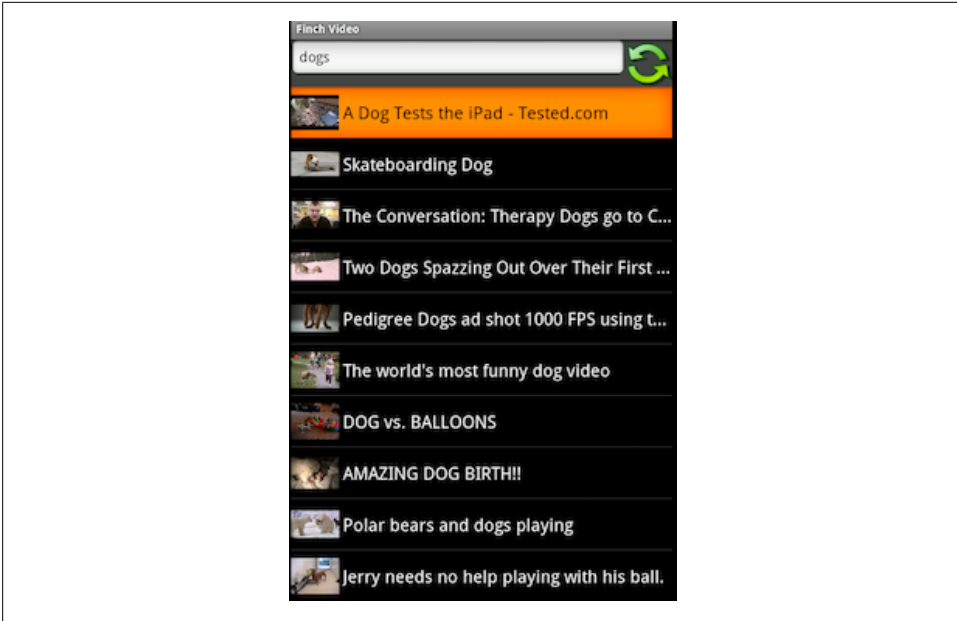 Finch Video
dogs
A Dog Tests the iPad - Tested.com
Skateboarding Dog
The Conversation: Therapy Dogs go to C...
Two Dogs Spazzing Out Over Their First ...
Pedigree Dogs ad shot 1000 FPS using t...
The world's most funny dog video
DOG vs. BALLOONS
AMAZING DOG BIRTH!!
Polar bears and dogs playing
Jerry needs no help playing with his ball.